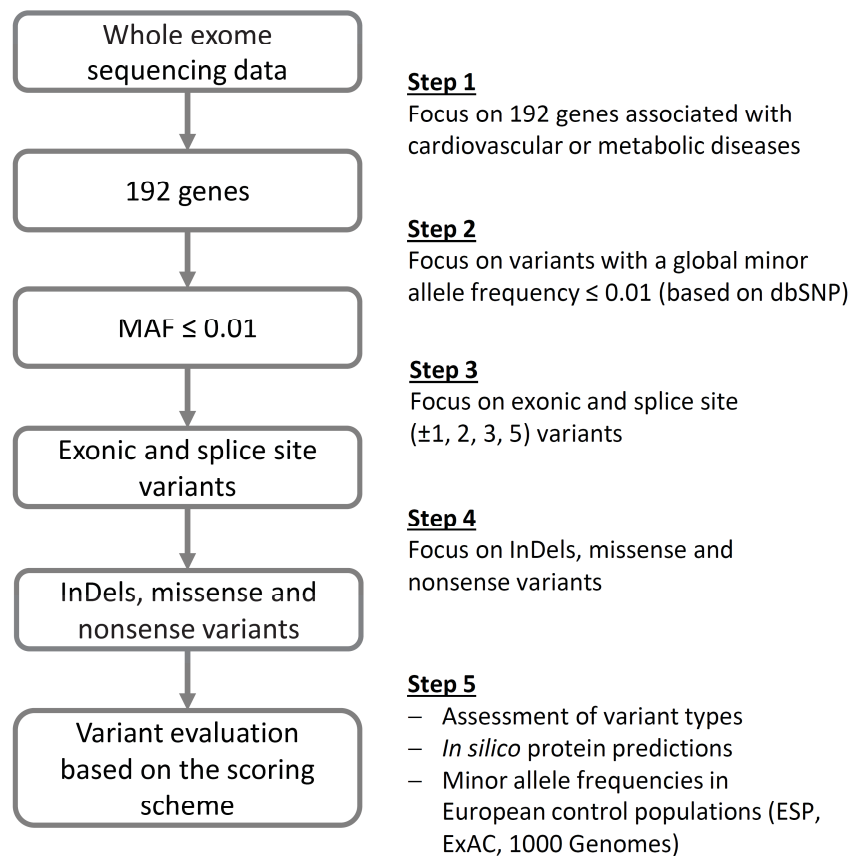 Whole exome
sequencing data
Step 1
Focus on 192 genes associated with
cardiovascular or metabolic diseases
192 genes
Step 2
Focus on variants with a global minor
allele frequency ≤ 0.01 (based on dbSNP)
MAF ≤ 0.01
Step 3
Focus on exonic and splice site
(±1, 2, 3, 5) variants
Exonic and splice site
variants
Step 4
Focus on InDels, missense and
nonsense variants
InDels, missense and
nonsense variants
Step 5
– Assessment of variant types
– In silico protein predictions
– Minor allele frequencies in
European control populations (ESP,
ExAC, 1000 Genomes)
Variant evaluation
based on the scoring
scheme